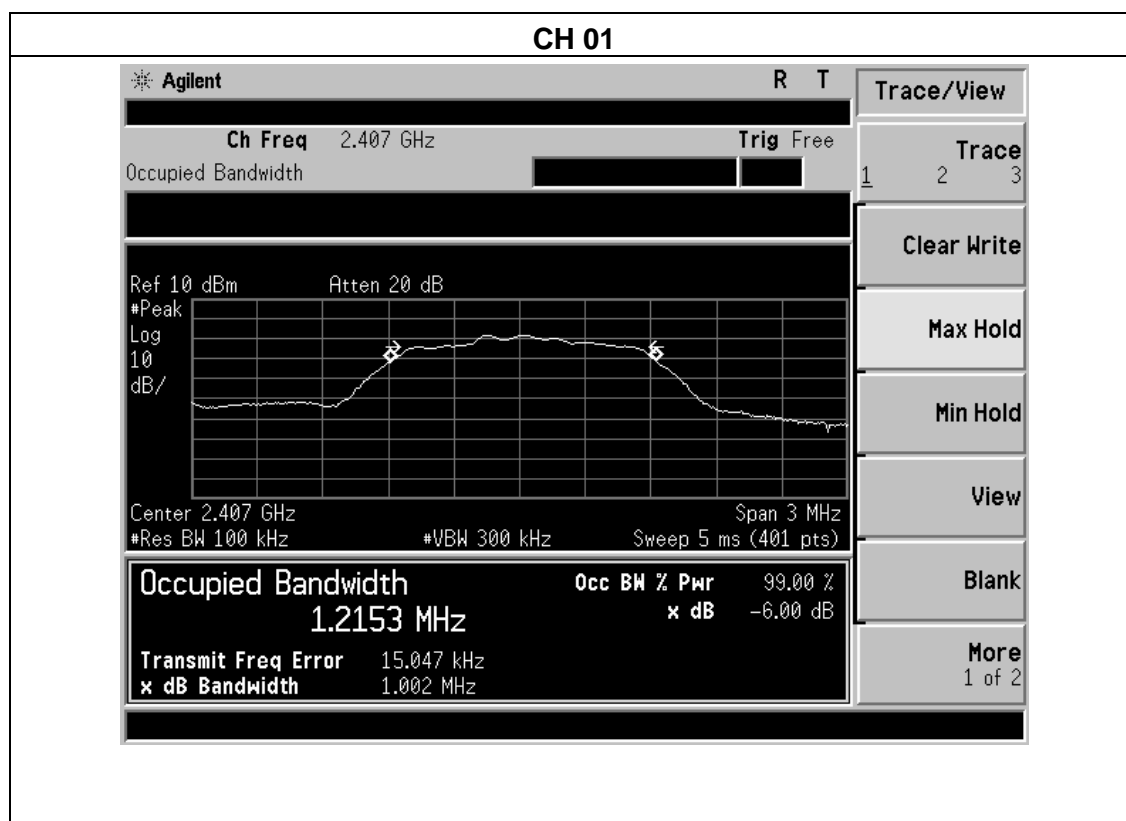 CH 01
Agilent R T
Ch Freq 2.407 GHz Trig Free
Occupied Bandwidth
Ref 10 dBm Atten 20 dB
#Peak
Log
10
dB/
Center 2.407 GHz Span 3 MHz
#Res BW 100 kHz #VBW 300 kHz Sweep 5 ms (401 pts)
Occupied Bandwidth Occ BW % Pwr 99.00 %
1.2153 MHz x dB -6.00 dB
Transmit Freq Error 15.047 kHz
x dB Bandwidth 1.002 MHz
Trace/View
Trace
1 2 3
Clear Write
Max Hold
Min Hold
View
Blank
More
1 of 2